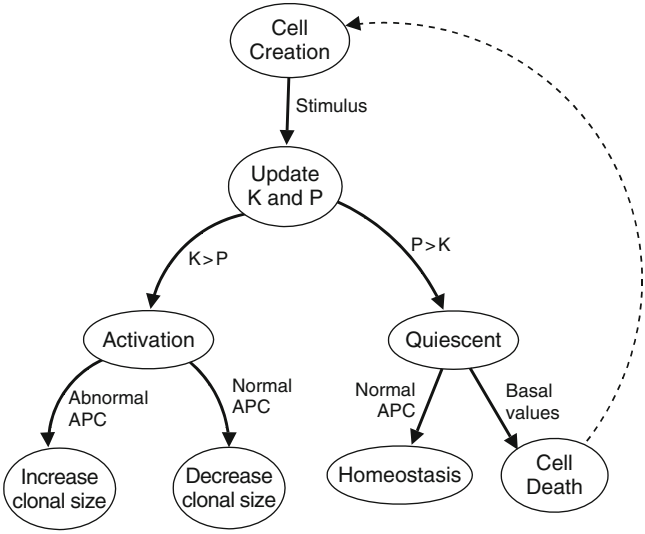 Cell
Creation
Stimulus
Update
K and P
K>P
P>K
Activation
Quiescent
Abnormal
APC
Normal
APC
Normal
APC
Basal
values
Increase
clonal size
Decrease
clonal size
Homeostasis
Cell
Death